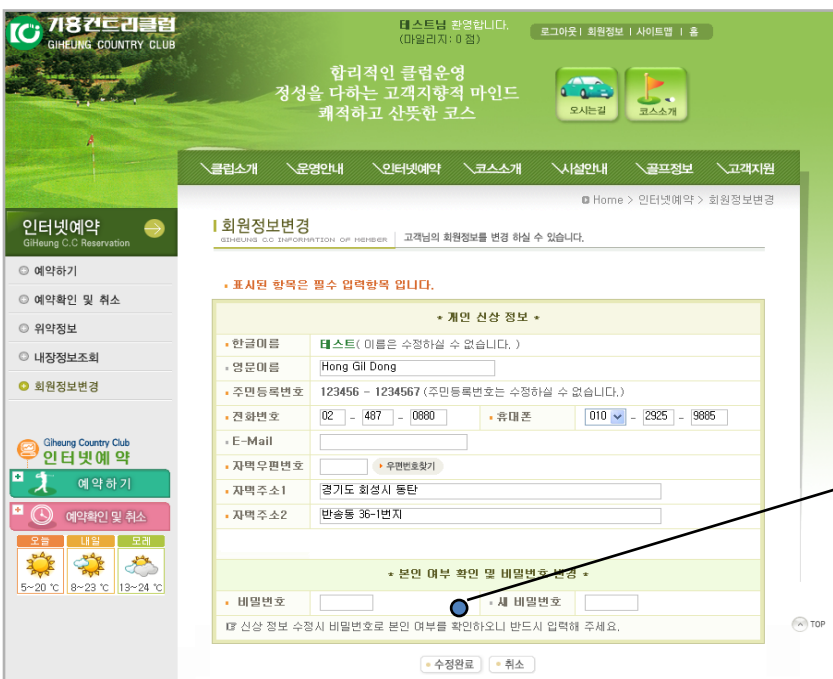 기흥컨트리클럽
GIHEUNG COUNTRY CLUB
테스트님 환영합니다.
(마일리지: 0 점)
로그아웃 | 회원정보 | 사이트맵 | 홈
합리적인 클럽운영
정성을 다하는 고객지향적 마인드
쾌적하고 산뜻한 코스
오시는길
코스소개
클럽소개 운영안내 인터넷예약 코스소개 시설안내 골프정보 고객지원
Home > 인터넷예약 > 회원정보변경
인터넷예약
GiHeung C.C Reservation
예약하기
예약확인 및 취소
위약정보
내장정보조회
회원정보변경
Giheung Country Club
인터넷예약
예약하기
예약확인 및 취소
오늘 내일 모레
5~20 ℃ 8~23 ℃ 13~24 ℃
회원정보변경
GIHEUNG C.C INFORMATION OF MEMBER
고객님의 회원정보를 변경 하실 수 있습니다.
표시된 항목은 필수 입력항목 입니다.
* 개인 신상 정보 *
한글이름 테스트( 이름은 수정하실 수 없습니다. )
영문이름 Hong Gil Dong
주민등록번호 123456 - 1234567 (주민등록번호는 수정하실 수 없습니다.)
전화번호 02 - 487 - 0880 휴대폰 010 - 2925 - 9885
E-Mail
자택우편번호 우편번호찾기
자택주소1 경기도 화성시 동탄
자택주소2 반송동 36-1번지
* 본인 여부 확인 및 비밀번호 변경 *
비밀번호 새 비밀번호
☞ 신상 정보 수정시 비밀번호로 본인 여부를 확인하오니 반드시 입력해 주세요.
수정완료 취소
TOP